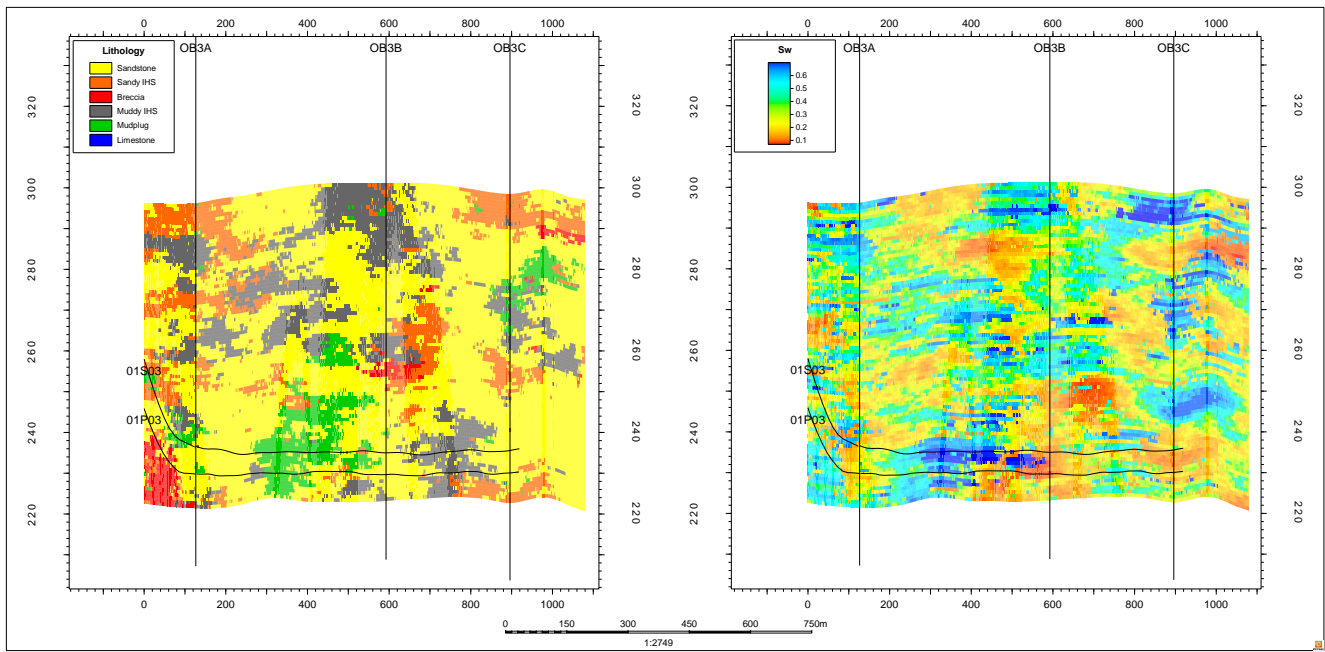 0 200 400 600 800 1000
0 200 400 600 800 1000
Lithology
Sandstone
Sandy IHS
Breccia
Muddy IHS
Mudplug
Limestone
OB3A OB3B OB3C
Sw
0.6
0.5
0.4
0.3
0.2
0.1
OB3A OB3B OB3C
320 320 320 320
300 300 300 300
280 280 280 280
260 260 260 260
01S03 01S03
01P03 01P03
240 240 240 240
220 220 220 220
0 200 400 600 800 1000
0 200 400 600 800 1000
0 150 300 450 600 750m
1:2749